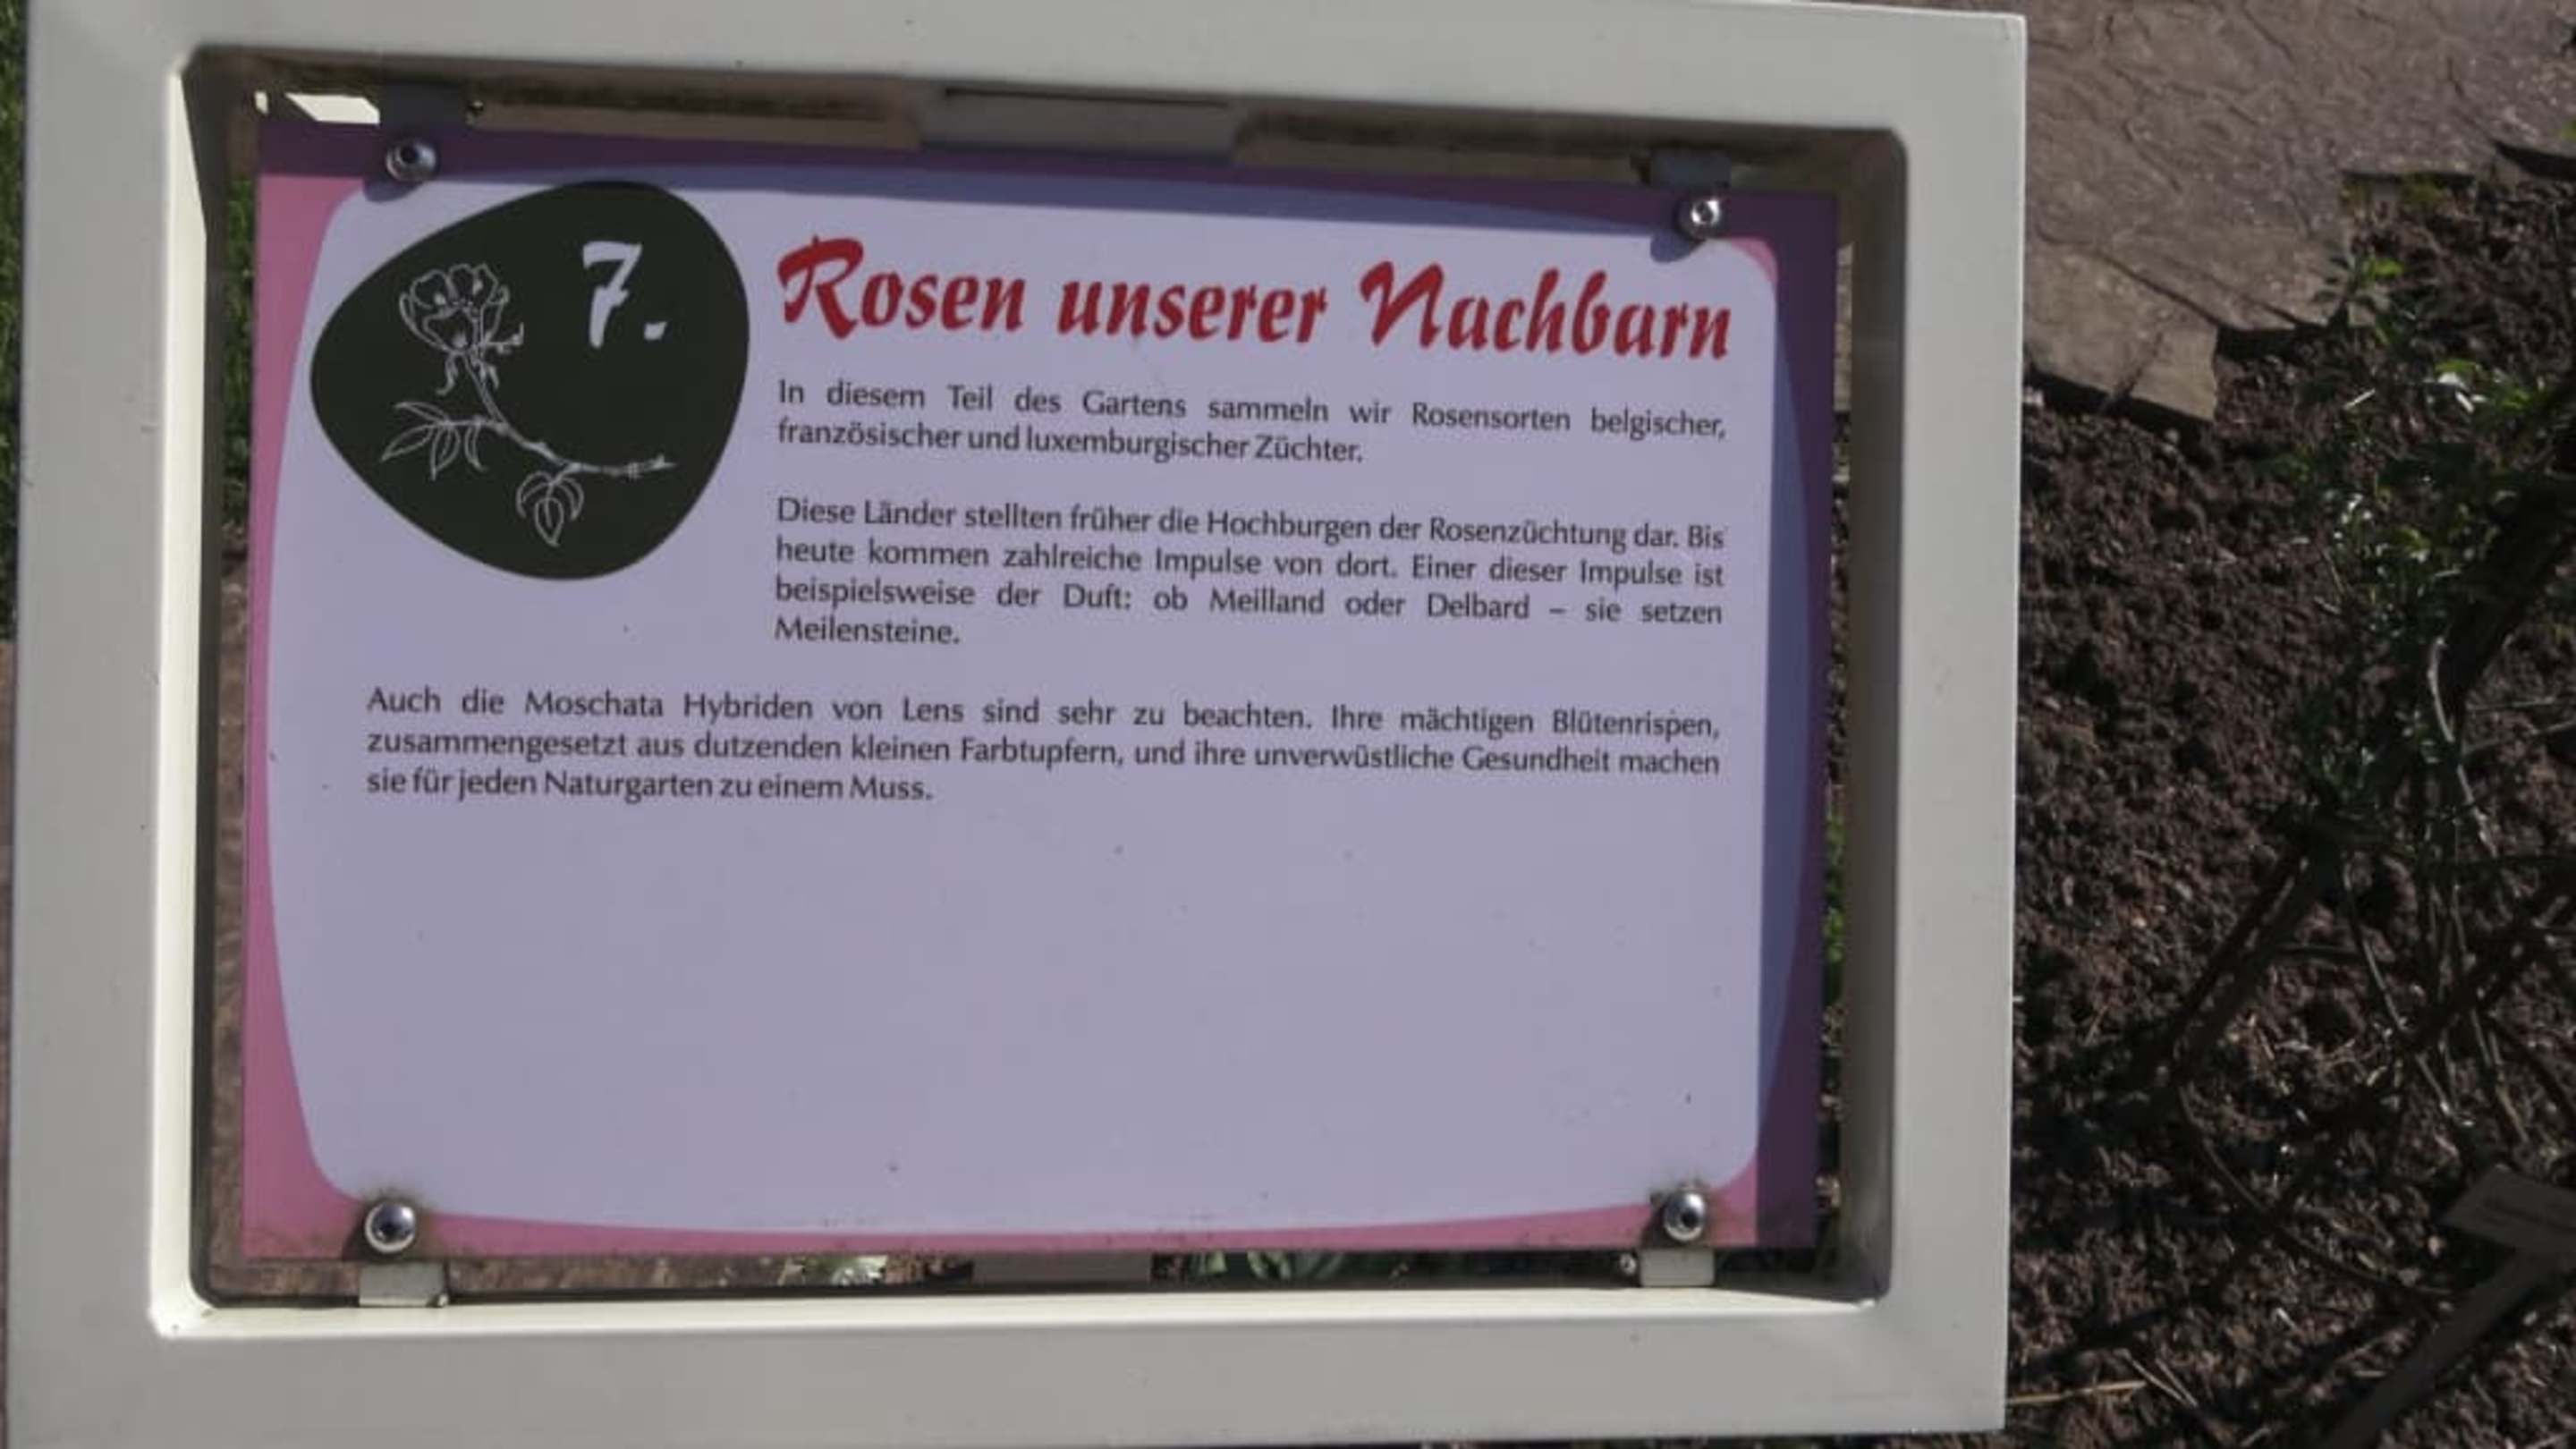 7.
Rosen unserer Nachbarn
In diesem Teil des Gartens sammeln wir Rosensorten belgischer,
französischer und luxemburgischer Züchter.
Diese Länder stellten früher die Hochburgen der Rosenzüchtung dar. Bis
heute kommen zahlreiche Impulse von dort. Einer dieser Impulse ist
beispielsweise der Duft: ob Meilland oder Delbard – sie setzen
Meilensteine.
Auch die Moschata Hybriden von Lens sind sehr zu beachten. Ihre mächtigen Blütenrispen,
zusammengesetzt aus dutzenden kleinen Farbtupfern, und ihre unverwüstliche Gesundheit machen
sie für jeden Naturgarten zu einem Muss.